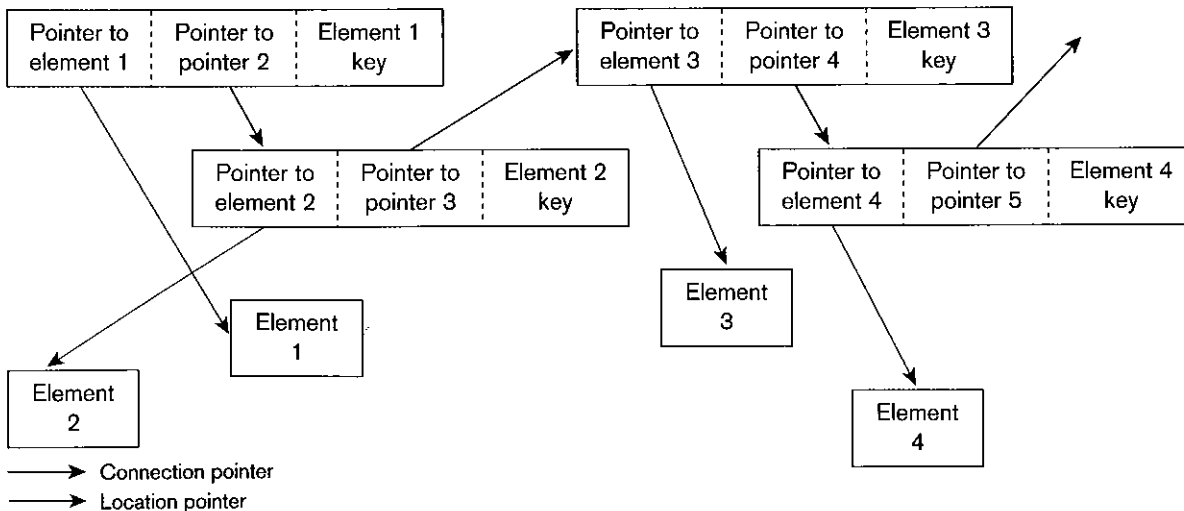 Pointer to element 1
Pointer to pointer 2
Element 1 key
Pointer to element 3
Pointer to pointer 4
Element 3 key
Pointer to element 2
Pointer to pointer 3
Element 2 key
Pointer to element 4
Pointer to pointer 5
Element 4 key
Element 1
Element 3
Element 2
Element 4
Connection pointer
Location pointer